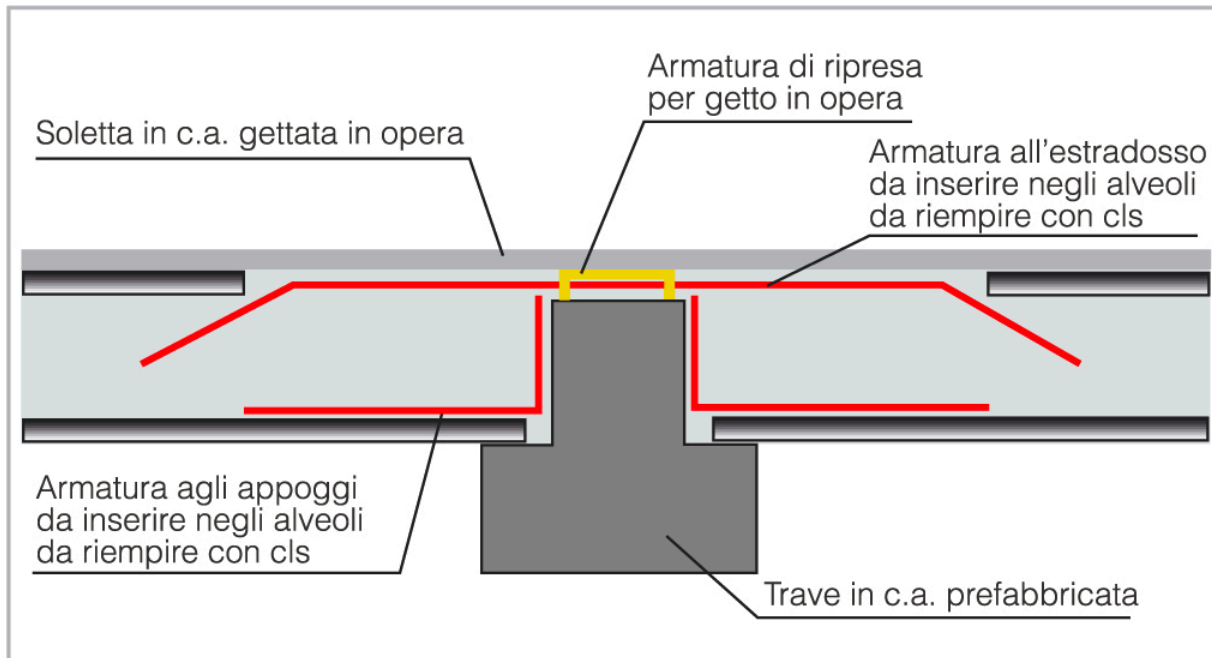 Armatura di ripresa
per getto in opera
Soletta in c.a. gettata in opera
Armatura all'estradosso
da inserire negli alveoli
da riempire con cls
Armatura agli appoggi
da inserire negli alveoli
da riempire con cls
Trave in c.a. prefabbricata